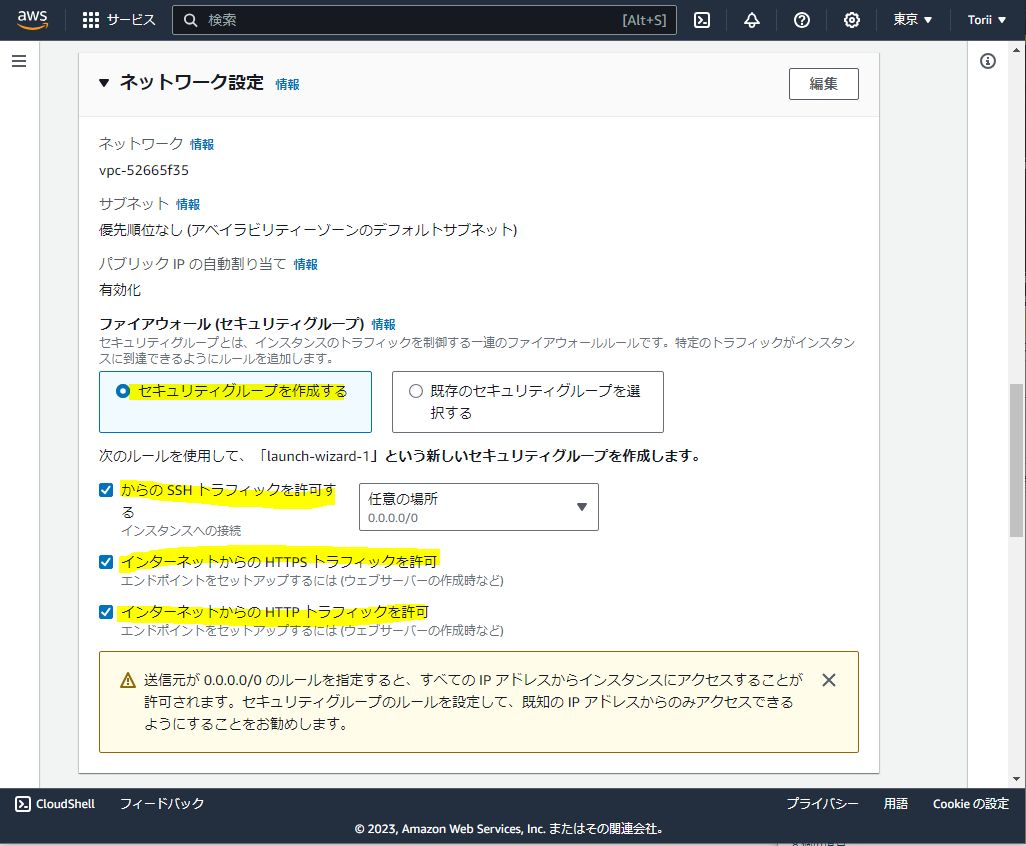 aws
サービス
検索
[Alt+S]
東京 ▼
Torii ▼
▼ ネットワーク設定 情報
編集
ネットワーク 情報
vpc-52665f35
サブネット 情報
優先順位なし (アベイラビリティーゾーンのデフォルトサブネット)
パブリック IP の自動割り当て 情報
有効化
ファイアウォール (セキュリティグループ) 情報
セキュリティグループとは、インスタンスのトラフィックを制御する一連のファイアウォールルールです。特定のトラフィックがインスタン
スに到達できるようにルールを追加します。
セキュリティグループを作成する
既存のセキュリティグループを選
択する
次のルールを使用して、「launch-wizard-1」という新しいセキュリティグループを作成します。
からの SSH トラフィックを許可す
る
インスタンスへの接続
任意の場所
0.0.0.0/0
インターネットからの HTTPS トラフィックを許可
エンドポイントをセットアップするには (ウェブサーバーの作成時など)
インターネットからの HTTP トラフィックを許可
エンドポイントをセットアップするには (ウェブサーバーの作成時など)
送信元が 0.0.0.0/0 のルールを指定すると、すべての IP アドレスからインスタンスにアクセスすることが
許可されます。セキュリティグループのルールを設定して、既知の IP アドレスからのみアクセスできる
ようにすることをお勧めします。
CloudShell
フィードバック
プライバシー
用語
Cookie の設定
© 2023, Amazon Web Services, Inc. またはその関連会社。